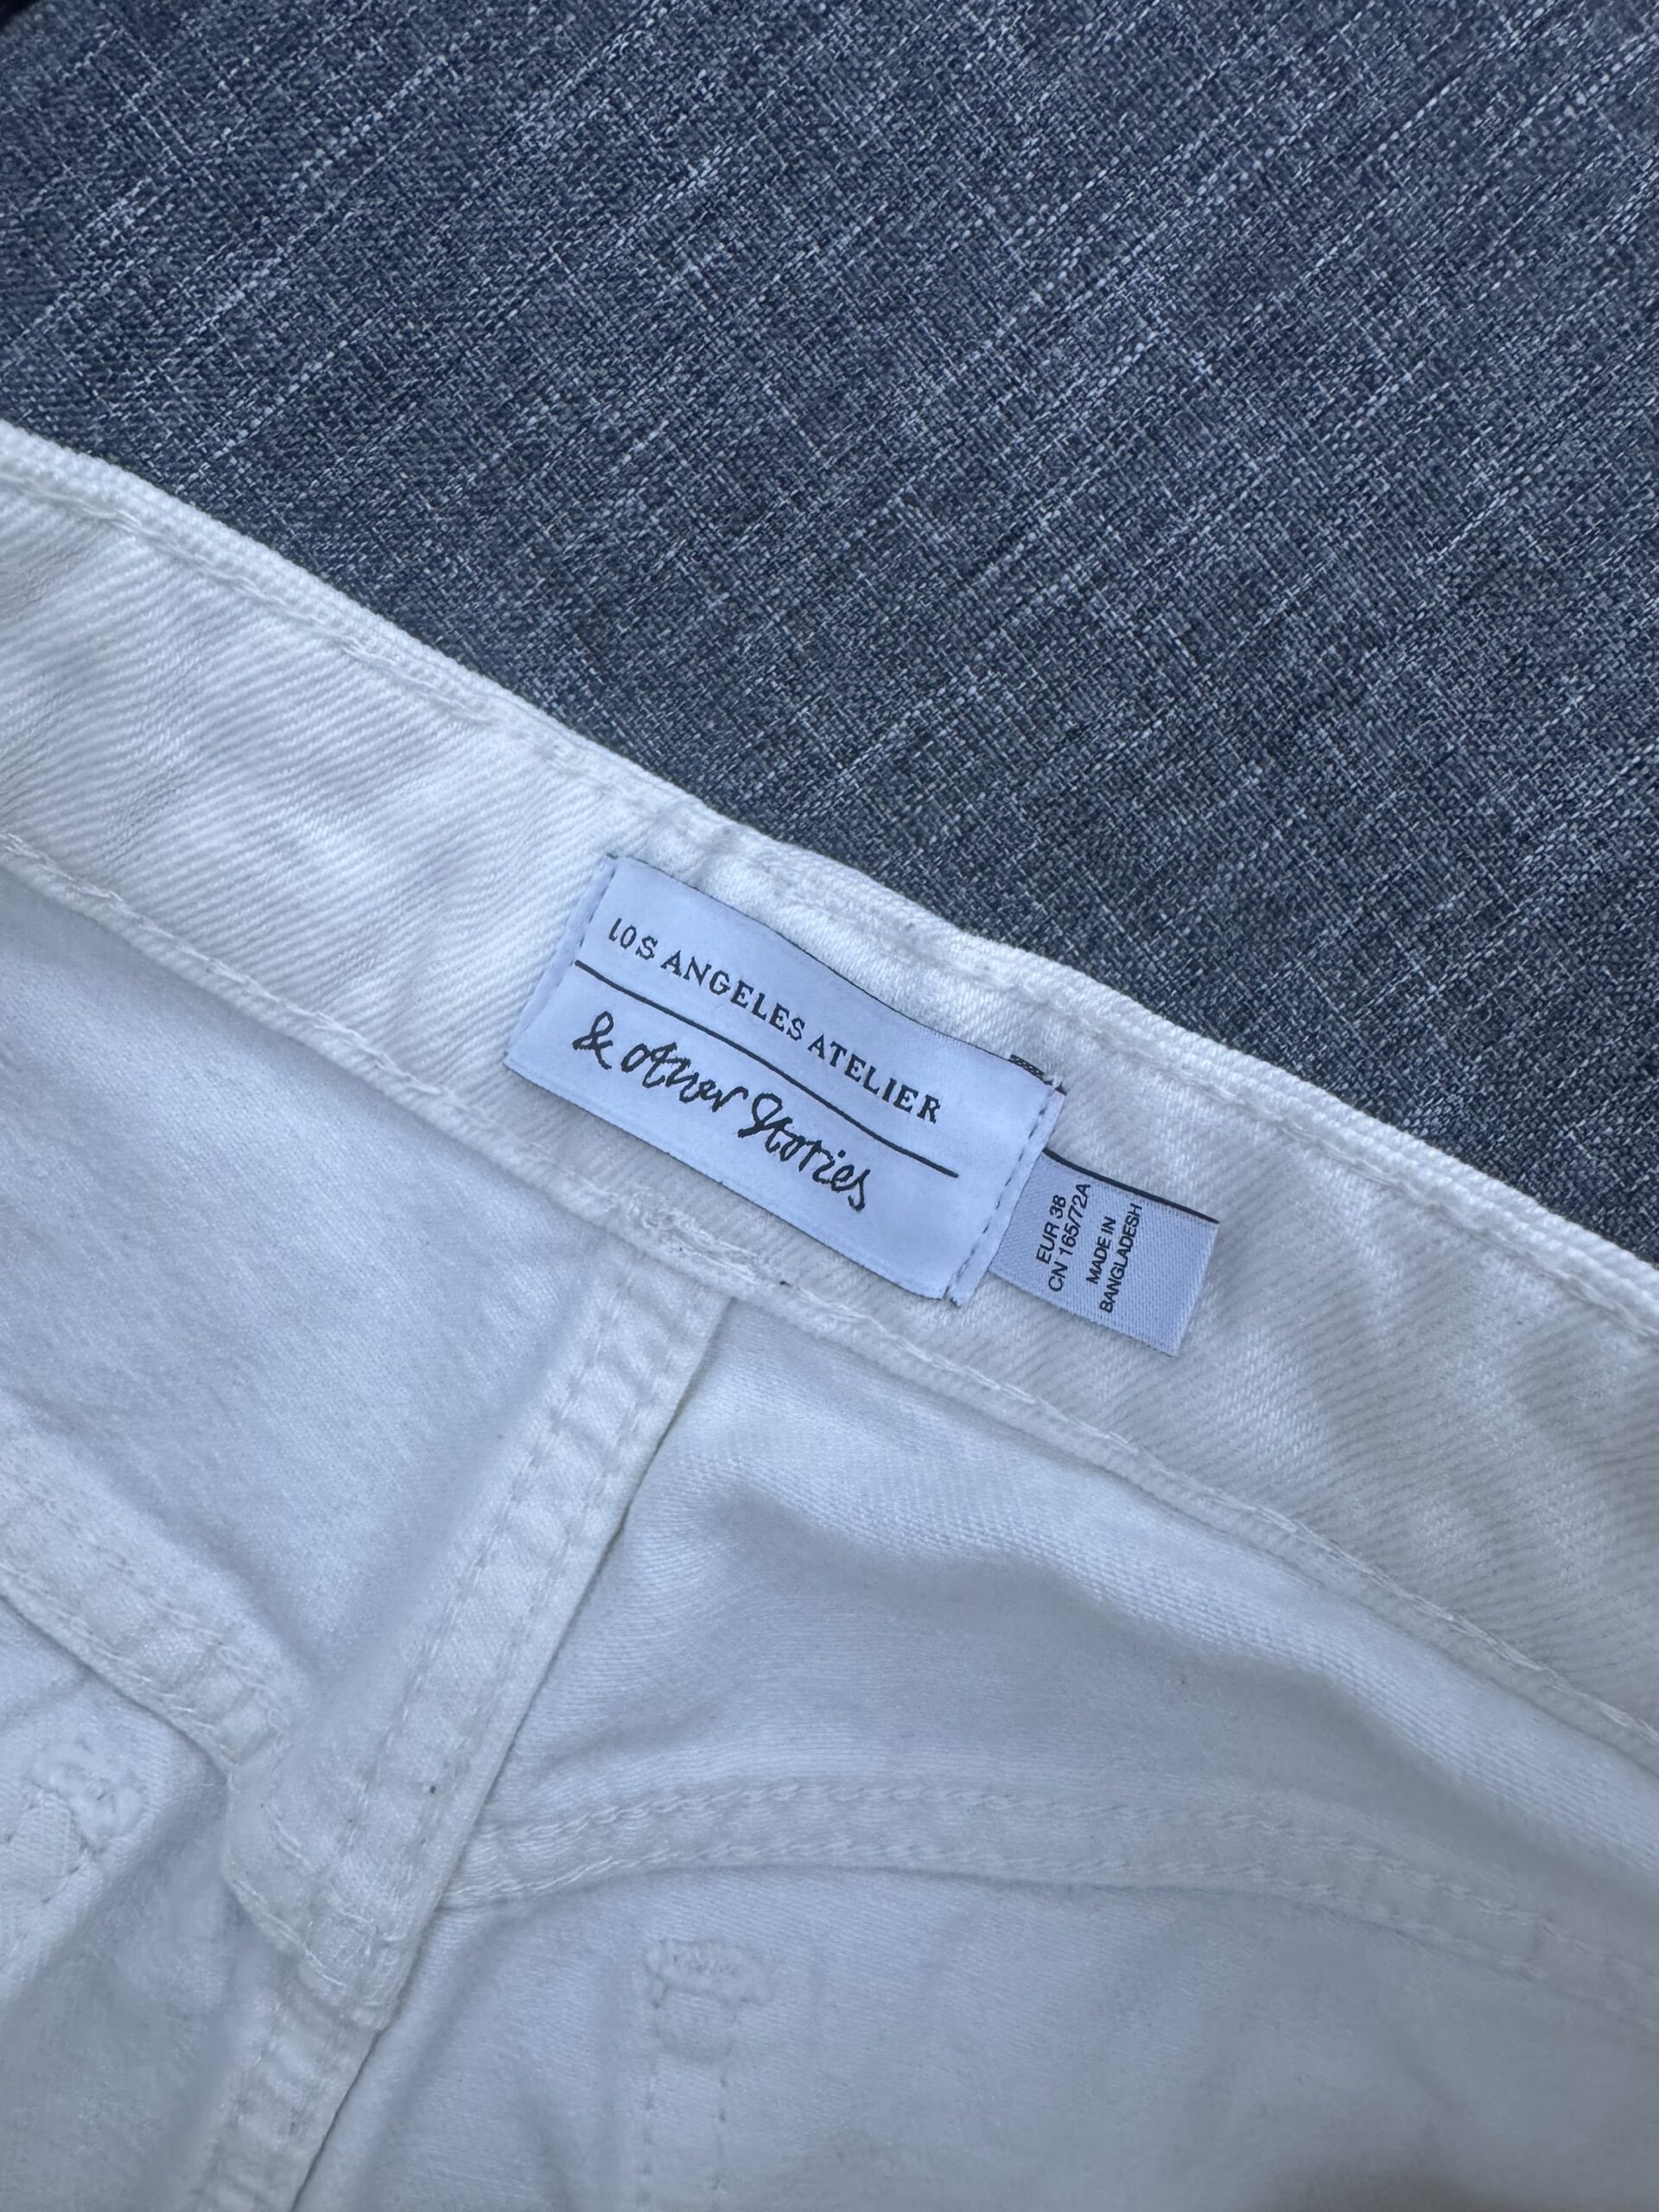 LOS ANGELES ATELIER
& other Stories
EUR 38
CN 165/72A
MADE IN
BANGLADESH